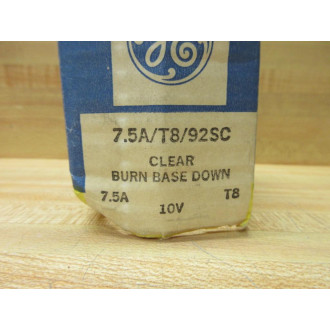 7.5A/T8/92SC
CLEAR
BURN BASE DOWN
7.5A 10V T8